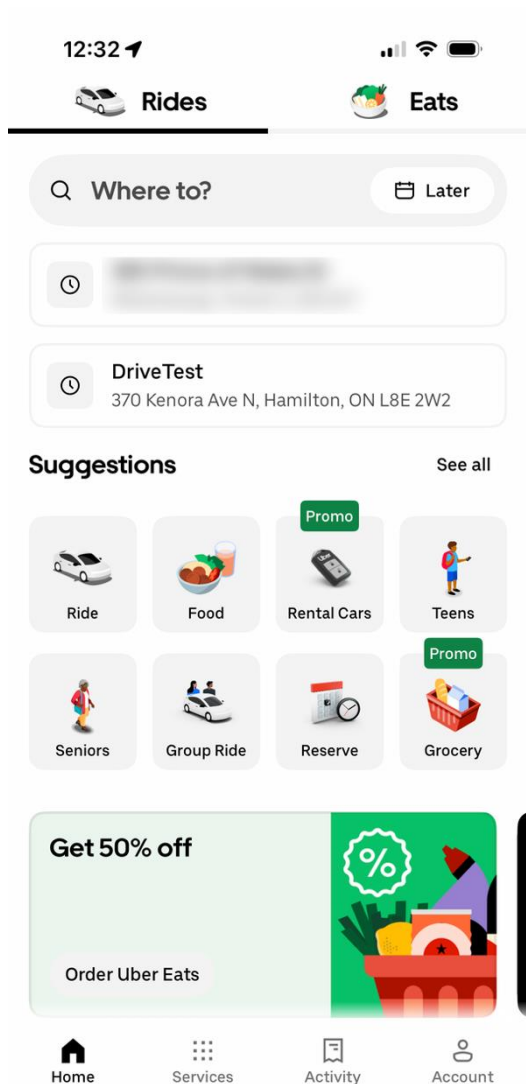 12:32
Rides
Eats
Where to?
Later
DriveTest
370 Kenora Ave N, Hamilton, ON L8E 2W2
Suggestions
See all
Promo
Ride
Food
Rental Cars
Teens
Promo
Seniors
Group Ride
Reserve
Grocery
Get 50% off
%
Order Uber Eats
Home
Services
Activity
Account